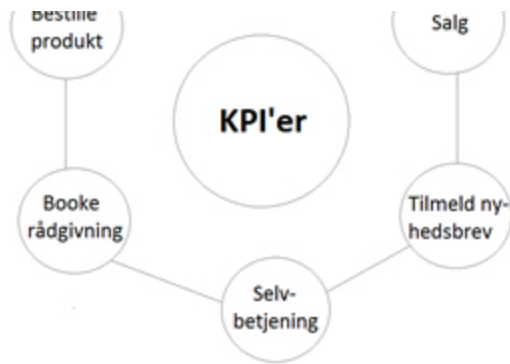 Bestille
produkt
Salg
KPI'er
Booke
rådgivning
Tilmeld ny-
hedsbrev
Selv-
betjening